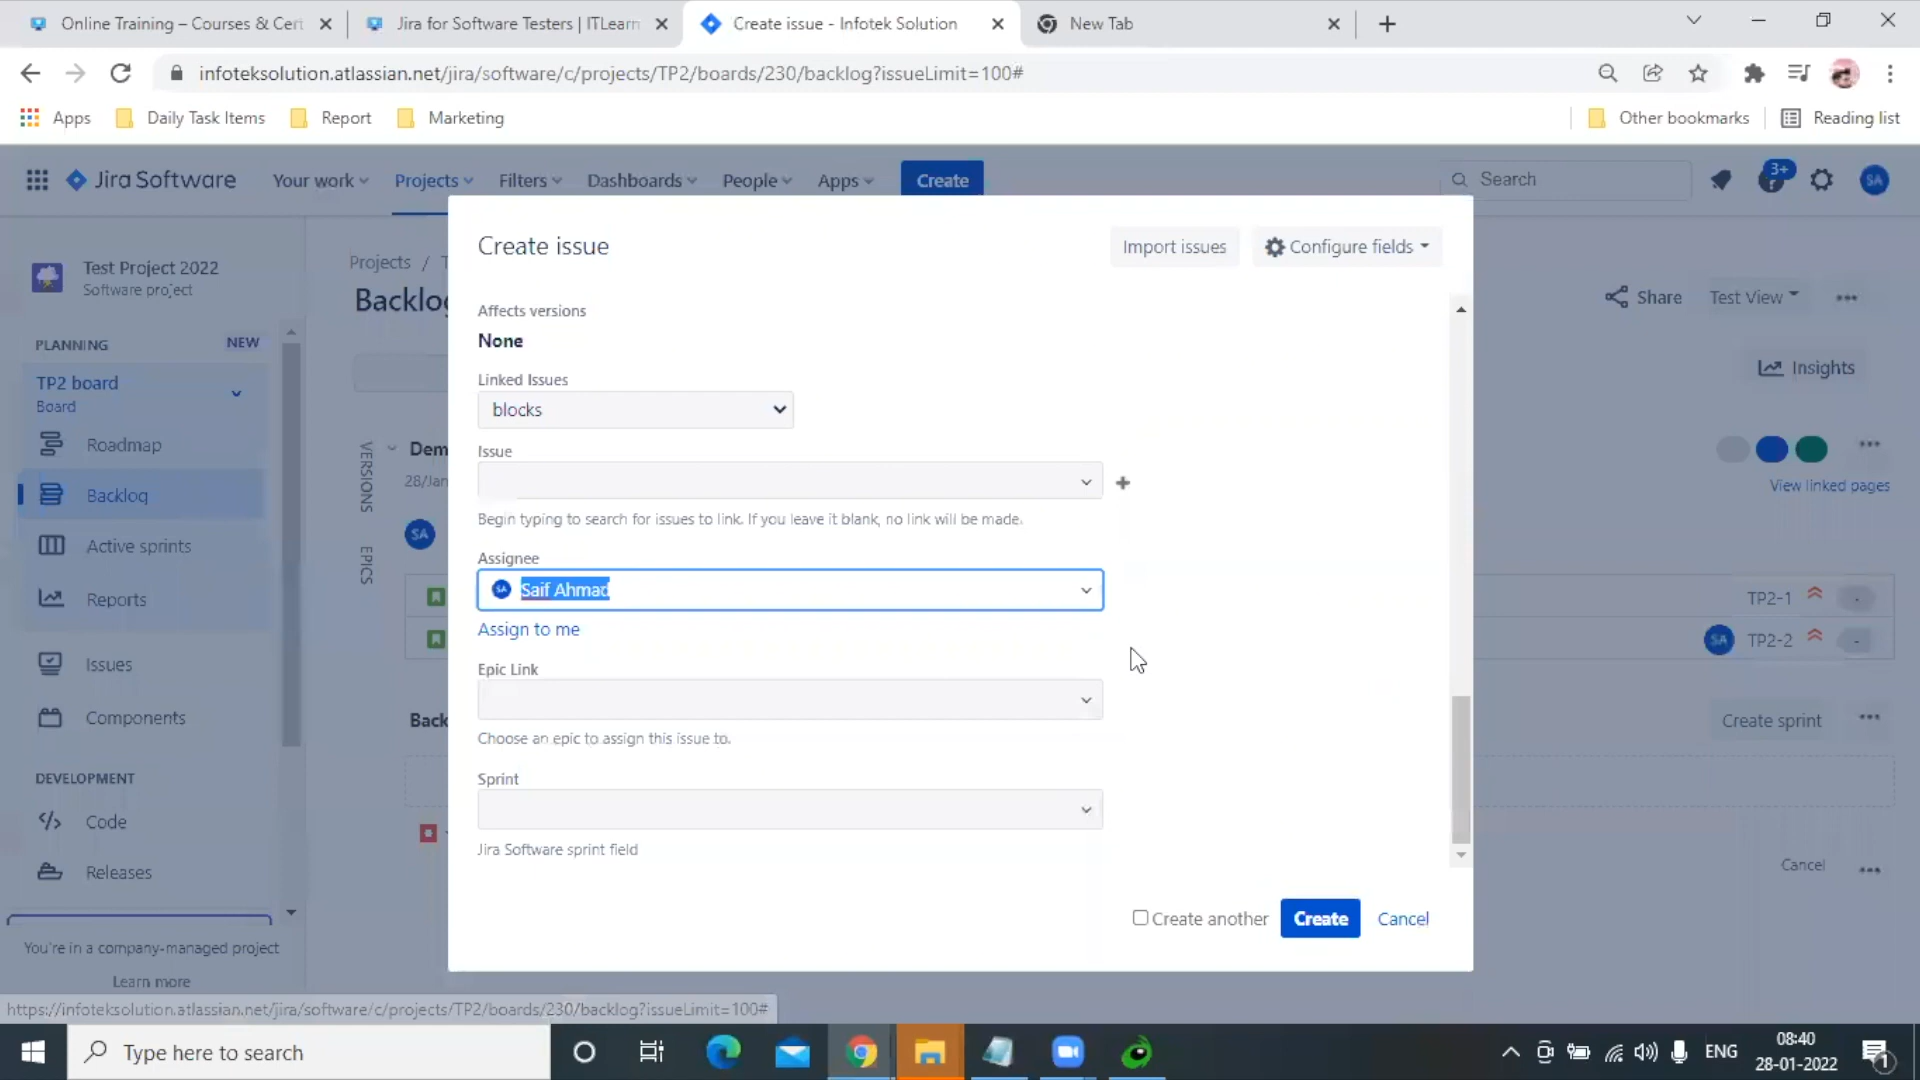 Online Training – Courses & Cert
Jira for Software Testers | ITLearn
Create issue - Infotek Solution
New Tab
infoteksolution.atlassian.net/jira/software/c/projects/TP2/boards/230/backlog?issueLimit=100#
Apps
Daily Task Items
Report
Marketing
Other bookmarks
Reading list
Jira Software
Your work
Projects
Filters
Dashboards
People
Apps
Create
Search
3+
SA
Test Project 2022
Software project
Projects /
Backlog
Share
Test View
Create issue
Import issues
Configure fields
PLANNING
NEW
TP2 board
Board
Roadmap
Backlog
Active sprints
Reports
Issues
Components
DEVELOPMENT
Code
Releases
You're in a company-managed project
Learn more
VERSIONS
EPICS
Dem
28/Jan
SA
Back
Affects versions
None
Linked Issues
blocks
Issue
Begin typing to search for issues to link. If you leave it blank, no link will be made.
Assignee
SA Saif Ahmad
Assign to me
Epic Link
Choose an epic to assign this issue to.
Sprint
Jira Software sprint field
Create another
Create
Cancel
Insights
View linked pages
TP2-1
-
SA
TP2-2
-
Create sprint
Cancel
https://infoteksolution.atlassian.net/jira/software/c/projects/TP2/boards/230/backlog?issueLimit=100#
Type here to search
ENG
08:40
28-01-2022
1